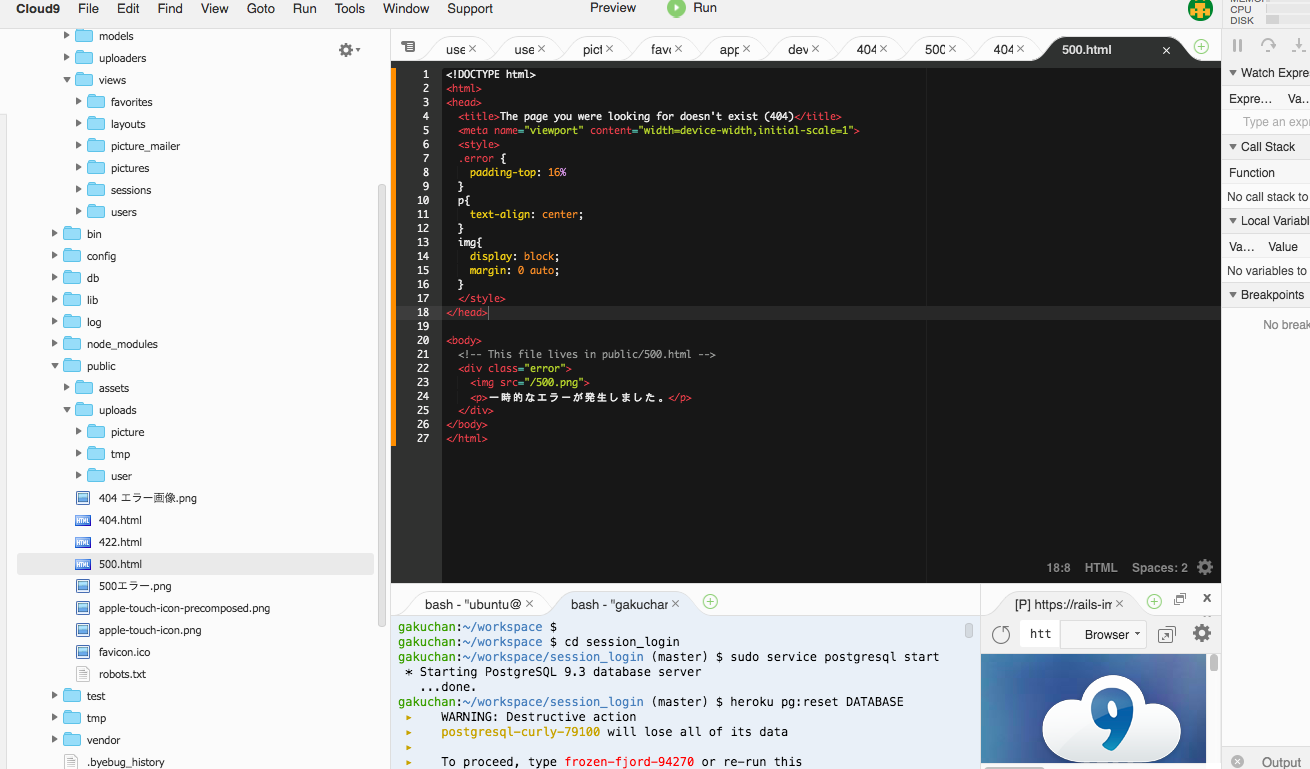 Cloud9 File Edit Find View Goto Run Tools Window Support Preview Run
CPU
DISK
models
uploaders
views
favorites
layouts
picture_mailer
pictures
sessions
users
bin
config
db
lib
log
node_modules
public
assets
uploads
picture
tmp
user
404 エラー画像.png
404.html
422.html
500.html
500エラー.png
apple-touch-icon-precomposed.png
apple-touch-icon.png
favicon.ico
robots.txt
test
tmp
vendor
.byebug_history
use × use × pict × favo × app × dev × 404 × 500 × 404 × 500.html ×
1 <!DOCTYPE html>
2 <html>
3 <head>
4 <title>The page you were looking for doesn't exist (404)</title>
5 <meta name="viewport" content="width=device-width,initial-scale=1">
6 <style>
7 .error {
8 padding-top: 16%
9 }
10 p{
11 text-align: center;
12 }
13 img{
14 display: block;
15 margin: 0 auto;
16 }
17 </style>
18 </head>
19
20 <body>
21 <!-- This file lives in public/500.html -->
22 <div class="error">
23 <img src="/500.png">
24 <p>一時的なエラーが発生しました。</p>
25 </div>
26 </body>
27 </html>
18:8 HTML Spaces: 2
bash - "ubuntu@ × bash - "gakuchar ×
gakuchan:~/workspace $
gakuchan:~/workspace $ cd session_login
gakuchan:~/workspace/session_login (master) $ sudo service postgresql start
* Starting PostgreSQL 9.3 database server
...done.
gakuchan:~/workspace/session_login (master) $ heroku pg:reset DATABASE
▸ WARNING: Destructive action
▸ postgresql-curly-79100 will lose all of its data
▸
▸ To proceed, type frozen-fjord-94270 or re-run this
[P] https://rails-im ×
htt Browser
9
Watch Expre
Expre... Va...
Type an expr
Call Stack
Function
No call stack to
Local Variabl
Va... Value
No variables to
Breakpoints
No break
Output